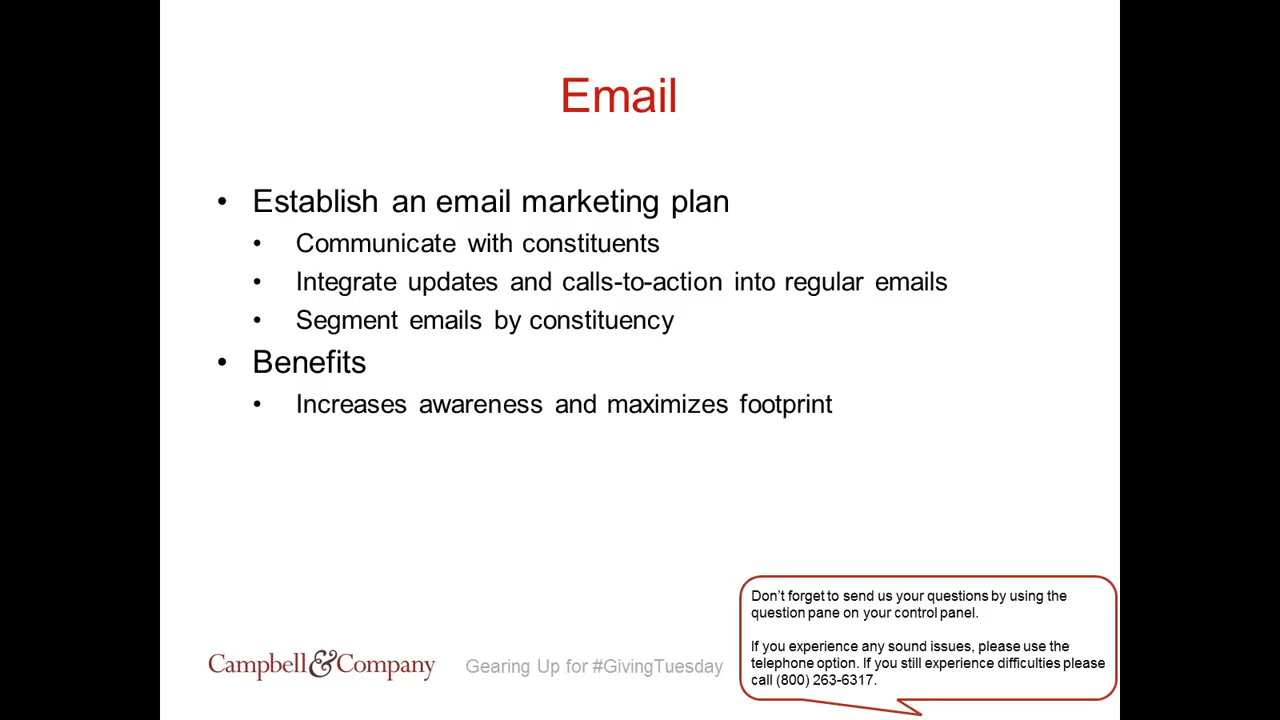 Email
• Establish an email marketing plan
• Communicate with constituents
• Integrate updates and calls-to-action into regular emails
• Segment emails by constituency
• Benefits
• Increases awareness and maximizes footprint
Don’t forget to send us your questions by using the
question pane on your control panel.
If you experience any sound issues, please use the
telephone option. If you still experience difficulties please
call (800) 263-6317.
Campbell&Company
Gearing Up for #GivingTuesday